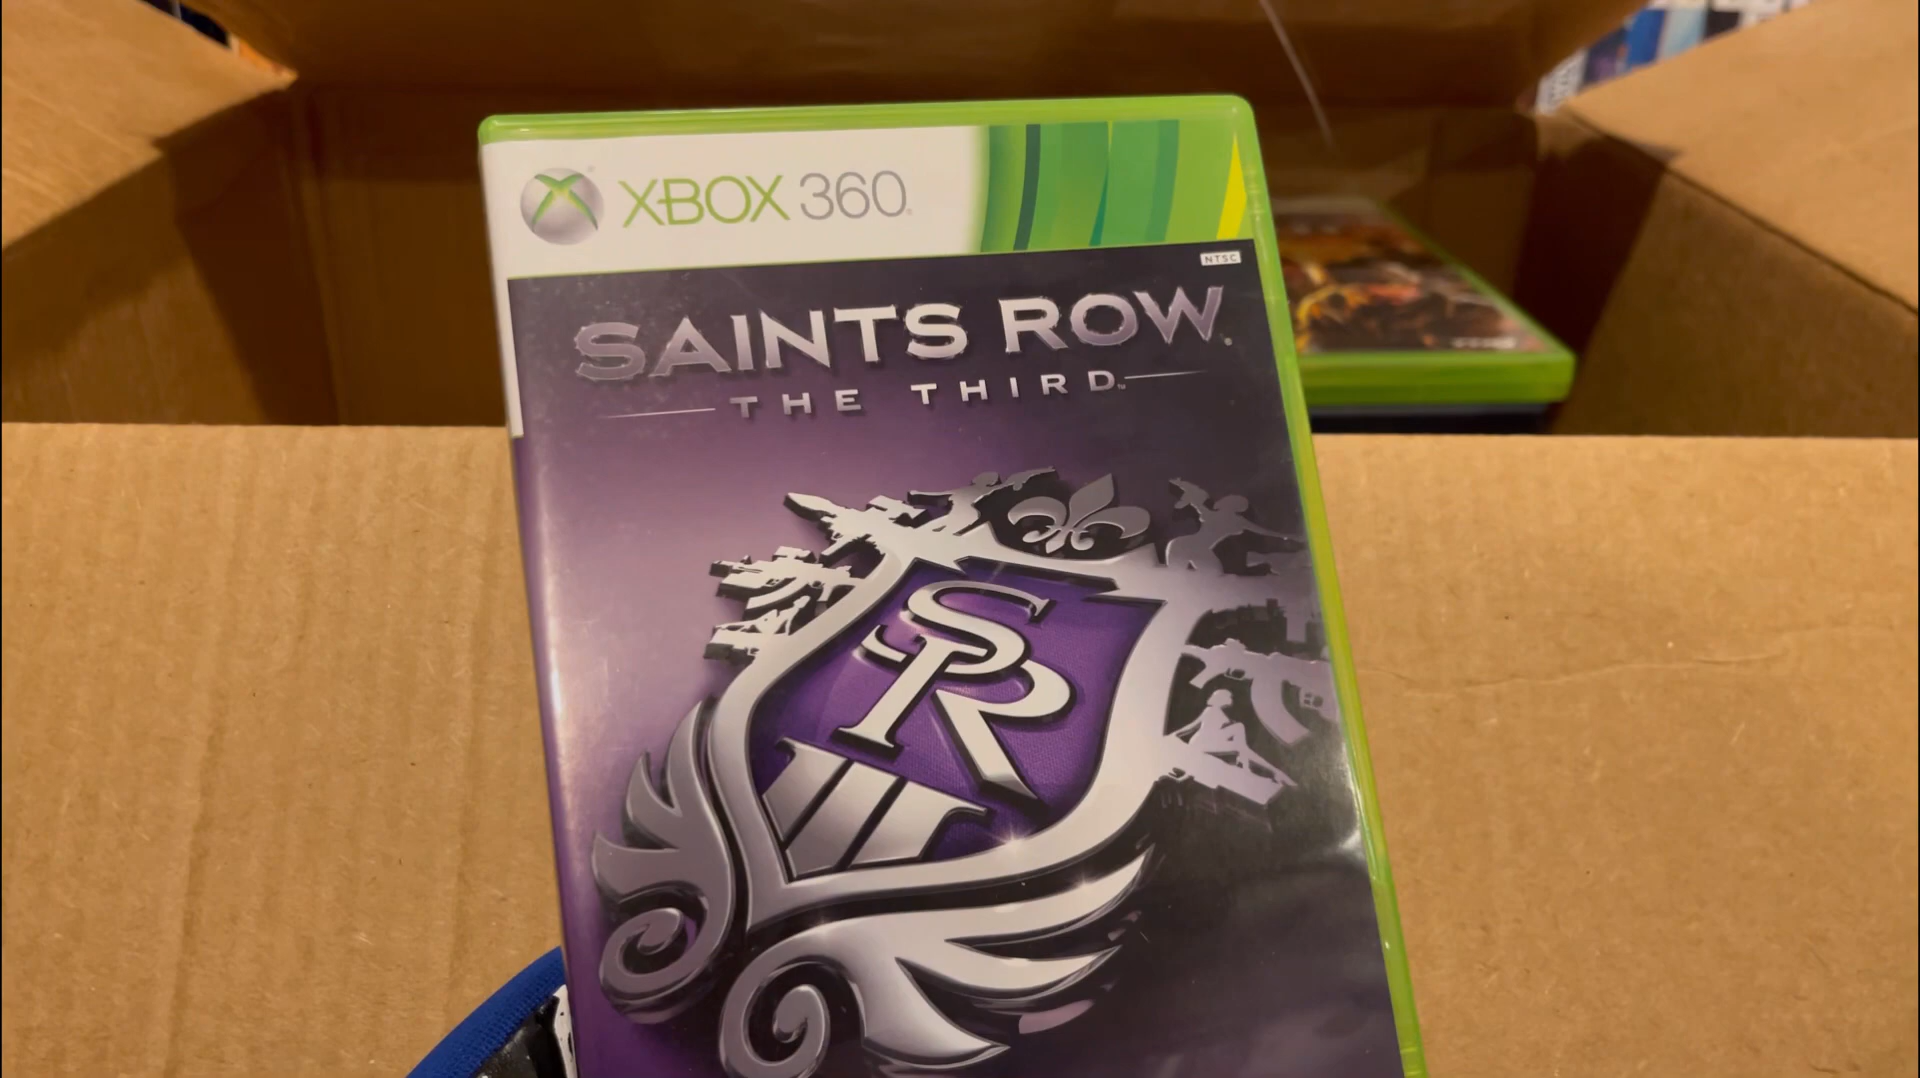 XBOX 360
NTSC
SAINTS ROW
THE THIRD
SR